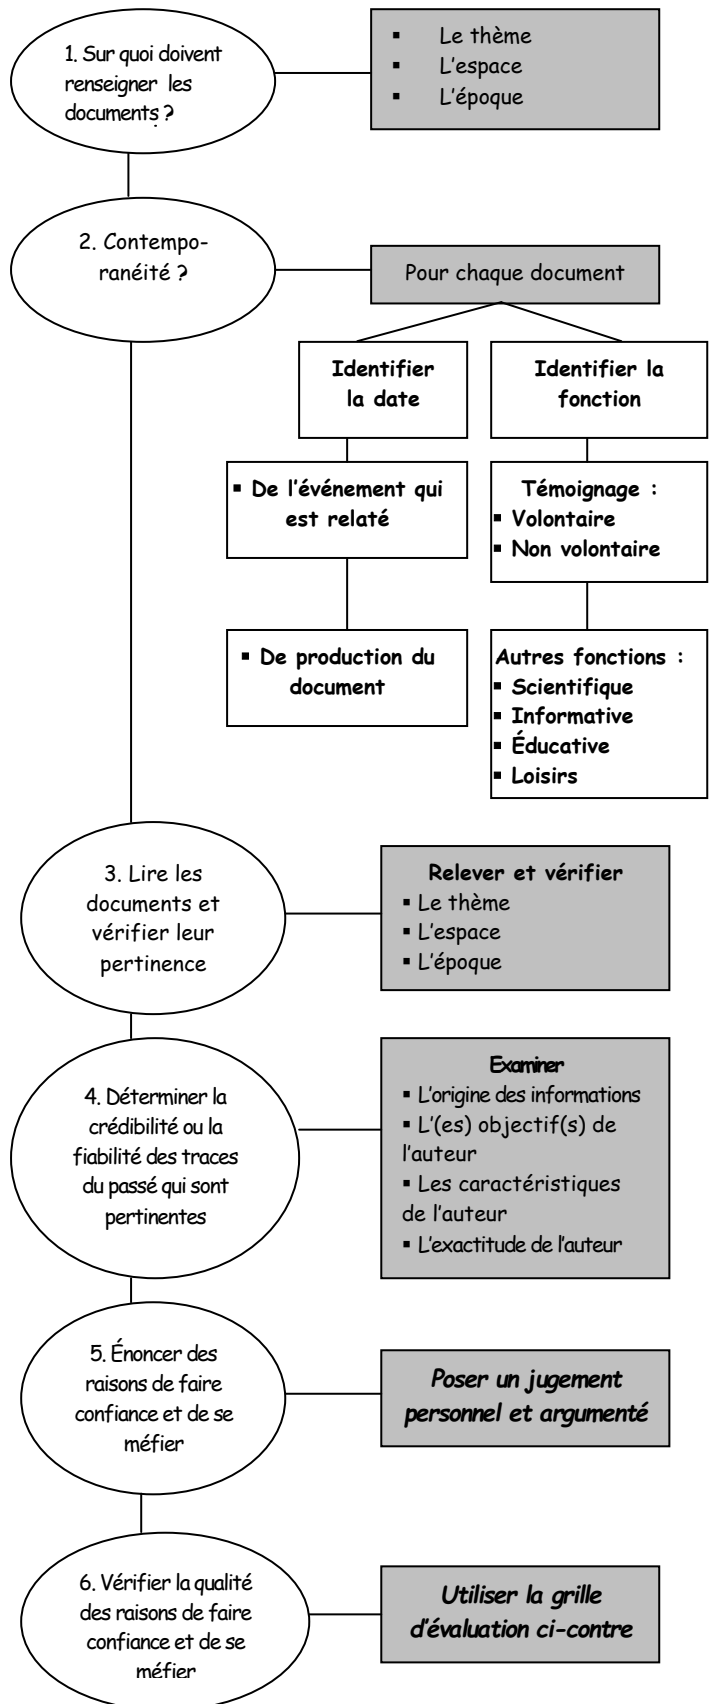 1. Sur quoi doivent
renseigner les
documents ?
▪ Le thème
▪ L'espace
▪ L'époque
2. Contempo-
ranéité ?
Pour chaque document
Identifier
la date
Identifier la
fonction
▪ De l'événement qui
est relaté
Témoignage :
▪ Volontaire
▪ Non volontaire
▪ De production du
document
Autres fonctions :
▪ Scientifique
▪ Informative
▪ Éducative
▪ Loisirs
3. Lire les
documents et
vérifier leur
pertinence
Relever et vérifier
▪ Le thème
▪ L'espace
▪ L'époque
4. Déterminer la
crédibilité ou la
fiabilité des traces
du passé qui sont
pertinentes
Examiner
▪ L'origine des informations
▪ L'(es) objectif(s) de
l'auteur
▪ Les caractéristiques
de l'auteur
▪ L'exactitude de l'auteur
5. Énoncer des
raisons de faire
confiance et de se
méfier
Poser un jugement
personnel et argumenté
6. Vérifier la qualité
des raisons de faire
confiance et de se
méfier
Utiliser la grille
d'évaluation ci-contre